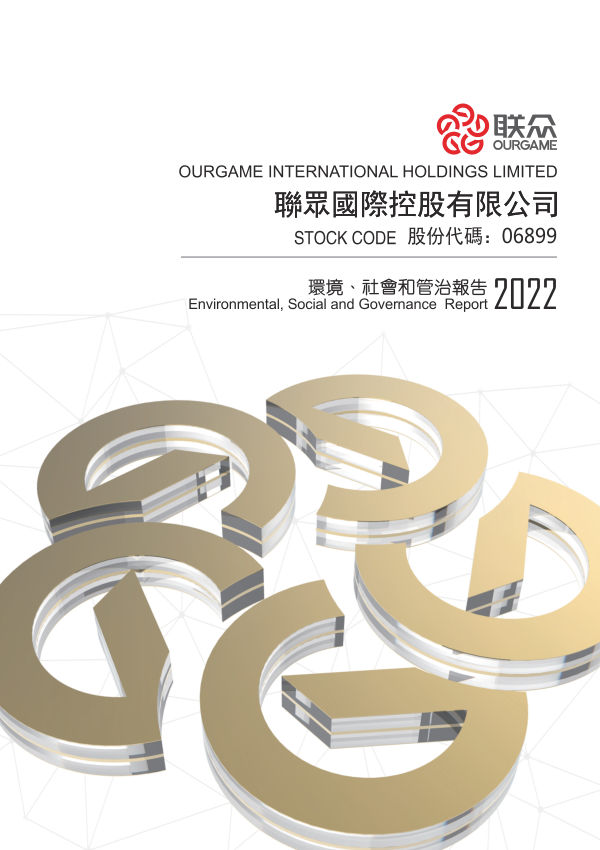 联众
OURGAME
OURGAME INTERNATIONAL HOLDINGS LIMITED
聯眾國際控股有限公司
STOCK CODE 股份代碼：06899
環境、社會和管治報告
Environmental, Social and Governance Report 2022